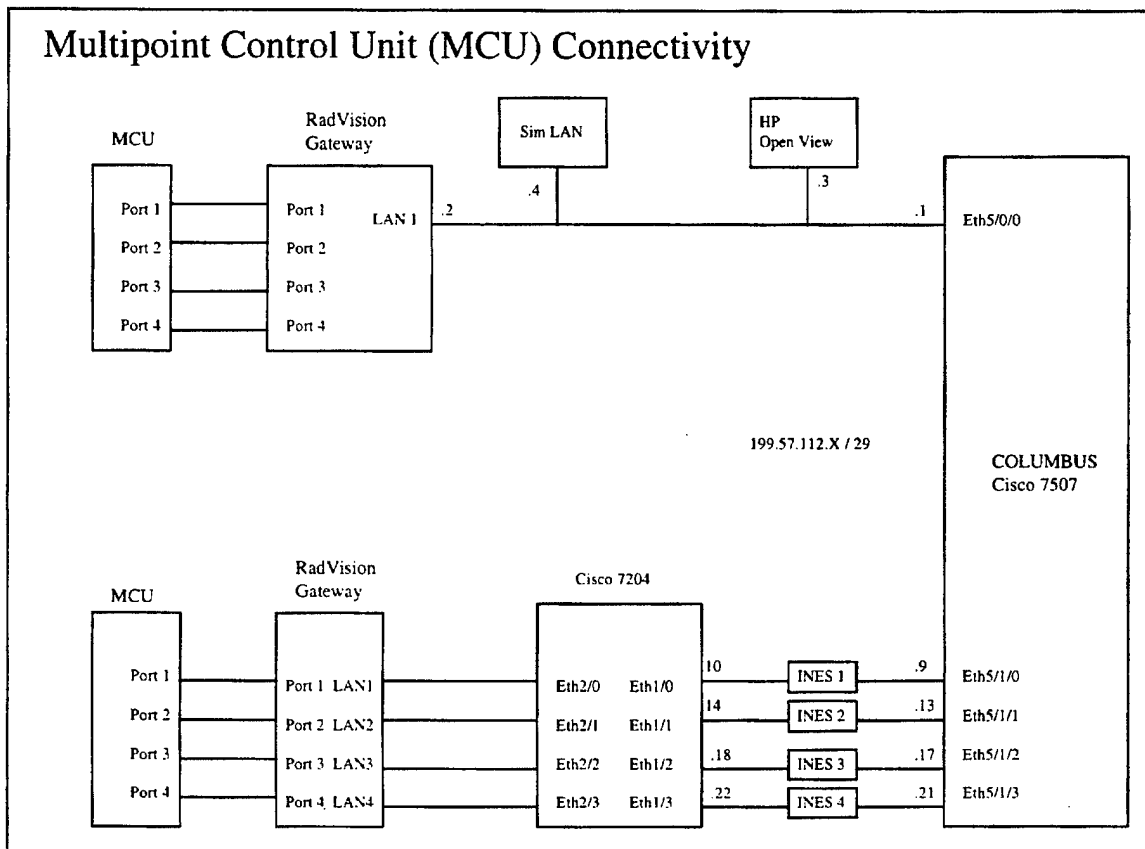 Multipoint Control Unit (MCU) Connectivity
MCU
RadVision
Gateway
Sim LAN
HP
Open View
.4
.3
Port 1
Port 2
Port 3
Port 4
Port 1
Port 2
Port 3
Port 4
LAN 1
.2
.1
Eth5/0/0
199.57.112.X / 29
COLUMBUS
Cisco 7507
MCU
RadVision
Gateway
Cisco 7204
Port 1
Port 2
Port 3
Port 4
Port 1 LAN1
Port 2 LAN2
Port 3 LAN3
Port 4 LAN4
Eth2/0 Eth1/0
Eth2/1 Eth1/1
Eth2/2 Eth1/2
Eth2/3 Eth1/3
10
14
.18
.22
INES 1
INES 2
INES 3
INES 4
.9
.13
.17
.21
Eth5/1/0
Eth5/1/1
Eth5/1/2
Eth5/1/3